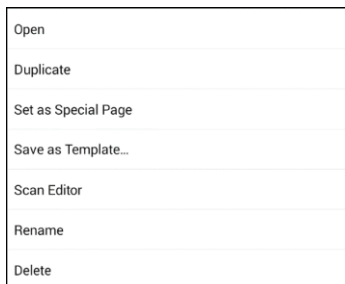 Open
Duplicate
Set as Special Page
Save as Template...
Scan Editor
Rename
Delete